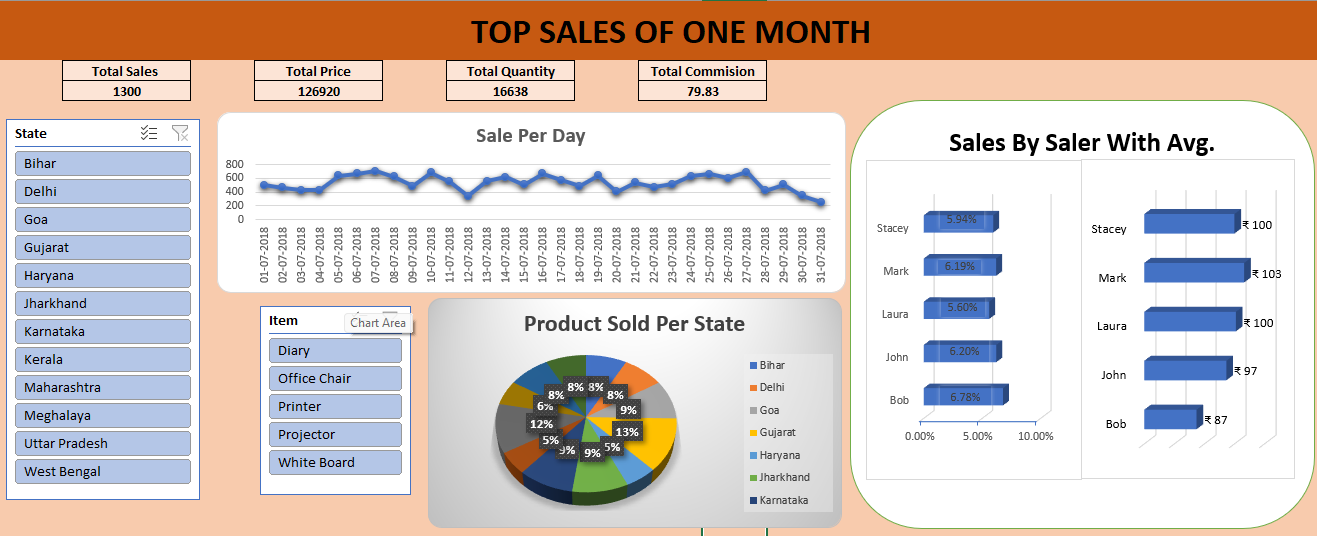 TOP SALES OF ONE MONTH
Total Sales
1300
Total Price
126920
Total Quantity
16638
Total Commision
79.83
State
Bihar
Delhi
Goa
Gujarat
Haryana
Jharkhand
Karnataka
Kerala
Maharashtra
Meghalaya
Uttar Pradesh
West Bengal
Sale Per Day
800
600
400
200
0
01-07-2018
02-07-2018
03-07-2018
04-07-2018
05-07-2018
06-07-2018
07-07-2018
08-07-2018
09-07-2018
10-07-2018
11-07-2018
12-07-2018
13-07-2018
14-07-2018
15-07-2018
16-07-2018
17-07-2018
18-07-2018
19-07-2018
20-07-2018
21-07-2018
22-07-2018
23-07-2018
24-07-2018
25-07-2018
26-07-2018
27-07-2018
28-07-2018
29-07-2018
30-07-2018
31-07-2018
Item
Chart Area
Diary
Office Chair
Printer
Projector
White Board
Product Sold Per State
8%
8%
9%
13%
5%
9%
9%
5%
12%
6%
8%
8%
Bihar
Delhi
Goa
Gujarat
Haryana
Jharkhand
Karnataka
Sales By Saler With Avg.
Stacey
5.94%
Mark
6.19%
Laura
5.60%
John
6.20%
Bob
6.78%
0.00%
5.00%
10.00%
Stacey
₹ 100
Mark
₹ 103
Laura
₹ 100
John
₹ 97
Bob
₹ 87